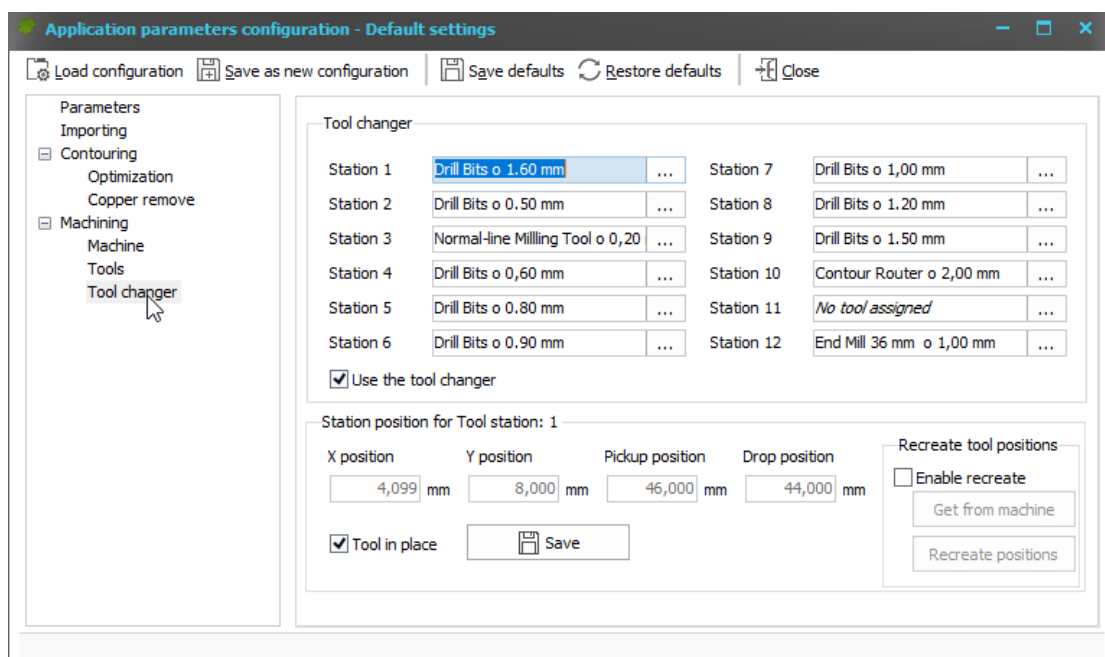 Application parameters configuration - Default settings
Load configuration Save as new configuration Save defaults Restore defaults Close
Parameters
Importing
Contouring
Optimization
Copper remove
Machining
Machine
Tools
Tool changer
Tool changer
Station 1 Drill Bits o 1.60 mm ... Station 7 Drill Bits o 1,00 mm ...
Station 2 Drill Bits o 0.50 mm ... Station 8 Drill Bits o 1.20 mm ...
Station 3 Normal-line Milling Tool o 0,20 ... Station 9 Drill Bits o 1.50 mm ...
Station 4 Drill Bits o 0,60 mm ... Station 10 Contour Router o 2,00 mm ...
Station 5 Drill Bits o 0.80 mm ... Station 11 No tool assigned ...
Station 6 Drill Bits o 0.90 mm ... Station 12 End Mill 36 mm o 1,00 mm ...
Use the tool changer
Station position for Tool station: 1
X position Y position Pickup position Drop position
4,099 mm 8,000 mm 46,000 mm 44,000 mm
Tool in place Save
Recreate tool positions
Enable recreate
Get from machine
Recreate positions